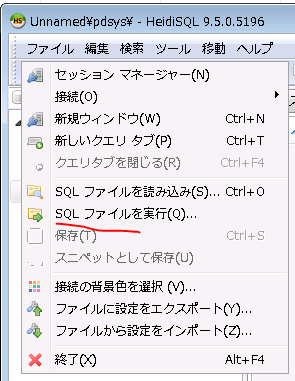 Unnamed¥pdsys¥ - HeidiSQL 9.5.0.5196
ファイル 編集 検索 ツール 移動 ヘルプ
セッション マネージャー(N)
接続(O)
新規ウィンドウ(W) Ctrl+N
新しいクエリ タブ(P) Ctrl+T
クエリタブを閉じる(R) Ctrl+F4
SQL ファイルを読み込み(S)... Ctrl+O
SQL ファイルを実行(Q)...
保存(T) Ctrl+S
スニペットとして保存(U)
接続の背景色を選択 (V)...
ファイルに設定をエクスポート(Y)...
ファイルから設定をインポート(Z)...
終了(X) Alt+F4